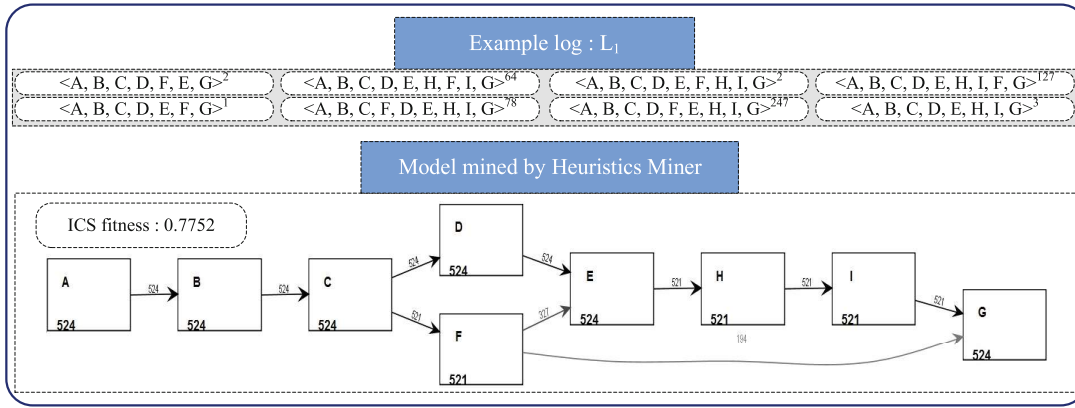 Example log : L₁
<A, B, C, D, F, E, G>² <A, B, C, D, E, H, F, I, G>⁶⁴ <A, B, C, D, E, F, H, I, G>² <A, B, C, D, E, H, I, F, G>¹²⁷
<A, B, C, D, E, F, G>¹ <A, B, C, F, D, E, H, I, G>⁷⁸ <A, B, C, D, F, E, H, I, G>²⁴⁷ <A, B, C, D, E, H, I, G>³
Model mined by Heuristics Miner
ICS fitness : 0.7752
D
524
524
524
A
524
524
B
524
524
C
524
E
524
521
H
521
521
I
521
521
G
524
521
F
521
327
194